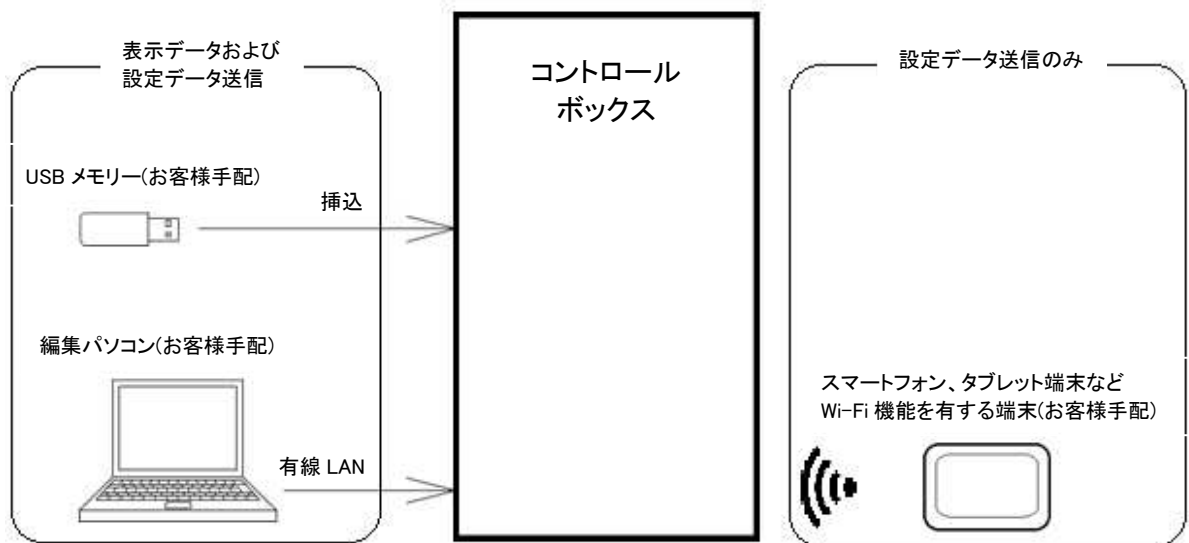 表示データおよび
設定データ送信
USB メモリー(お客様手配)
挿込
編集パソコン(お客様手配)
有線 LAN
コントロール
ボックス
設定データ送信のみ
スマートフォン、タブレット端末など
Wi-Fi 機能を有する端末(お客様手配)